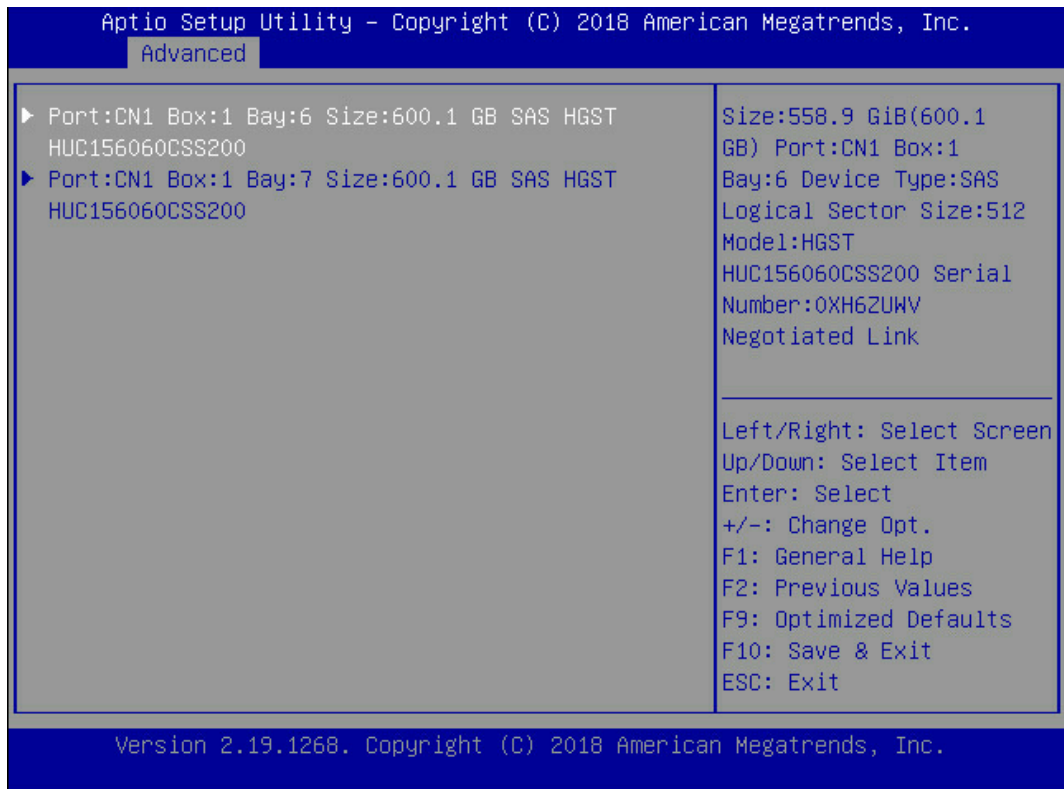 Aptio Setup Utility – Copyright (C) 2018 American Megatrends, Inc.
Advanced
Port:CN1 Box:1 Bay:6 Size:600.1 GB SAS HGST
HUC156060CSS200
Port:CN1 Box:1 Bay:7 Size:600.1 GB SAS HGST
HUC156060CSS200
Size:558.9 GiB(600.1
GB) Port:CN1 Box:1
Bay:6 Device Type:SAS
Logical Sector Size:512
Model:HGST
HUC156060CSS200 Serial
Number:0XH6ZUWV
Negotiated Link
Left/Right: Select Screen
Up/Down: Select Item
Enter: Select
+/-: Change Opt.
F1: General Help
F2: Previous Values
F9: Optimized Defaults
F10: Save & Exit
ESC: Exit
Version 2.19.1268. Copyright (C) 2018 American Megatrends, Inc.